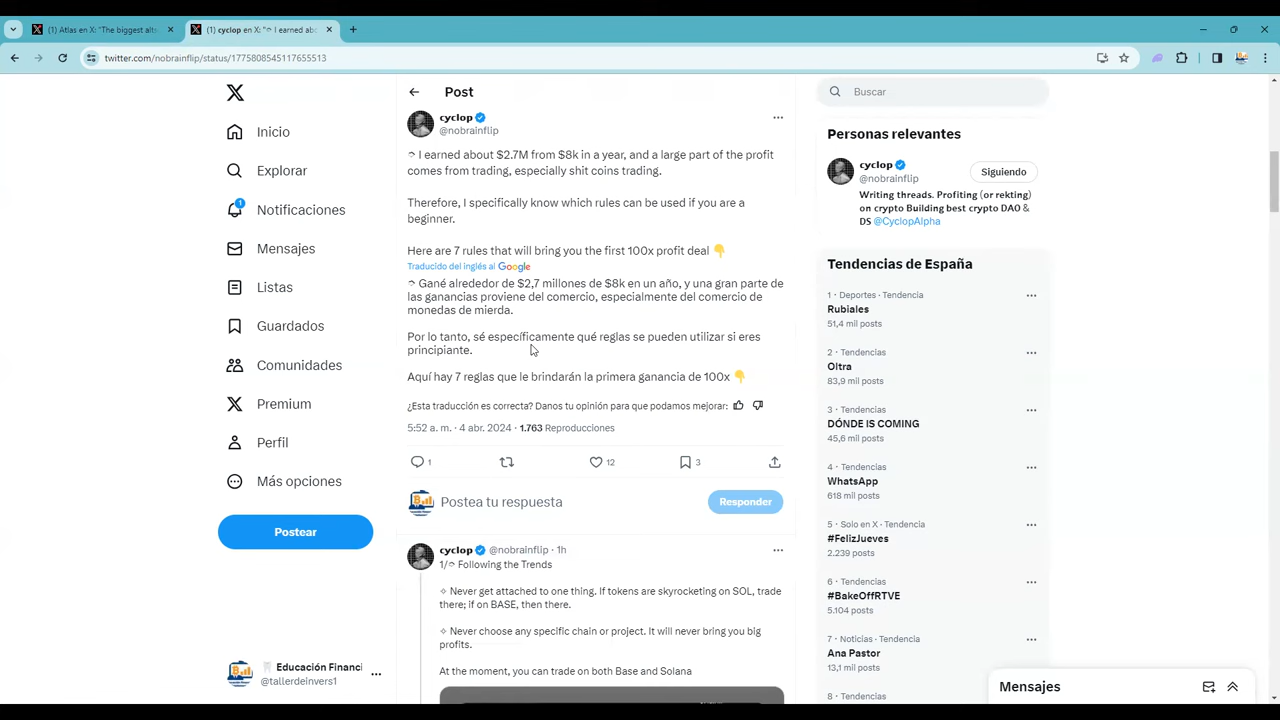 (1) Atlas en X: "The biggest alts
(1) cyclop en X: "⊃ I earned abo
twitter.com/nobrainflip/status/1775808545117655513
Inicio
Explorar
1
Notificaciones
Mensajes
Listas
Guardados
Comunidades
Premium
Perfil
Más opciones
Postear
Educación Financi
@tallerdeinvers1
Post
cyclop
@nobrainflip
I earned about $2.7M from $8k in a year, and a large part of the profit
comes from trading, especially shit coins trading.
Therefore, I specifically know which rules can be used if you are a
beginner.
Here are 7 rules that will bring you the first 100x profit deal 👇
Traducido del inglés al Google
Gané alrededor de $2,7 millones de $8k en un año, y una gran parte de
las ganancias proviene del comercio, especialmente del comercio de
monedas de mierda.
Por lo tanto, sé específicamente qué reglas se pueden utilizar si eres
principiante.
Aquí hay 7 reglas que le brindarán la primera ganancia de 100x 👇
¿Esta traducción es correcta? Danos tu opinión para que podamos mejorar:
5:52 a. m. · 4 abr. 2024 · 1.763 Reproducciones
1
12
3
Postea tu respuesta
Responder
cyclop @nobrainflip · 1h
1/⊃ Following the Trends
✧ Never get attached to one thing. If tokens are skyrocketing on SOL, trade
there; if on BASE, then there.
✧ Never choose any specific chain or project. It will never bring you big
profits.
At the moment, you can trade on both Base and Solana
Buscar
Personas relevantes
cyclop
@nobrainflip
Siguiendo
Writing threads. Profiting (or rekting)
on crypto Building best crypto DAO &
DS @CyclopAlpha
Tendencias de España
1 · Deportes · Tendencia
Rubiales
51,4 mil posts
2 · Tendencias
Oltra
83,9 mil posts
3 · Tendencias
DÓNDE IS COMING
45,6 mil posts
4 · Tendencias
WhatsApp
618 mil posts
5 · Solo en X · Tendencia
#FelizJueves
2.239 posts
6 · Tendencias
#BakeOffRTVE
5.104 posts
7 · Noticias · Tendencia
Ana Pastor
13,1 mil posts
8 · Tendencias
Mensajes